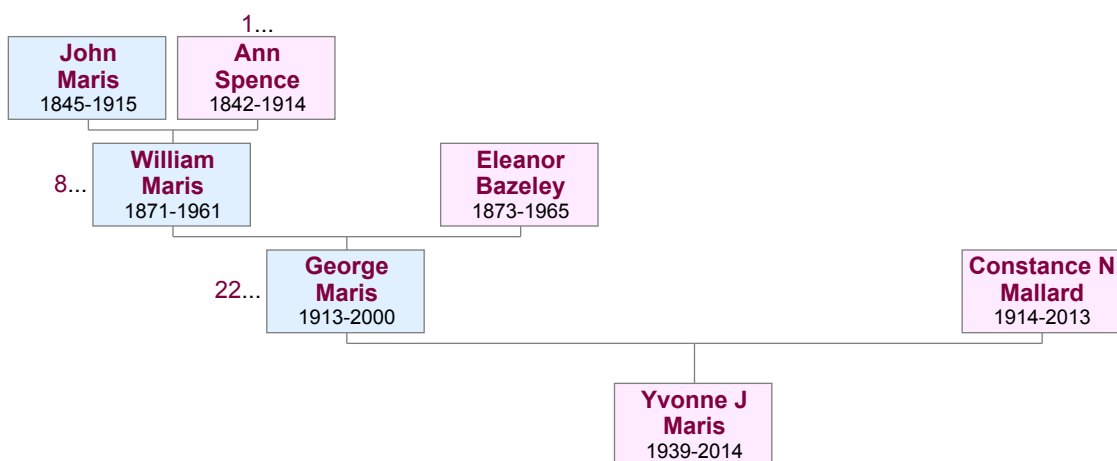 1...
John
Maris
1845-1915
Ann
Spence
1842-1914
8...
William
Maris
1871-1961
Eleanor
Bazeley
1873-1965
22...
George
Maris
1913-2000
Constance N
Mallard
1914-2013
Yvonne J
Maris
1939-2014